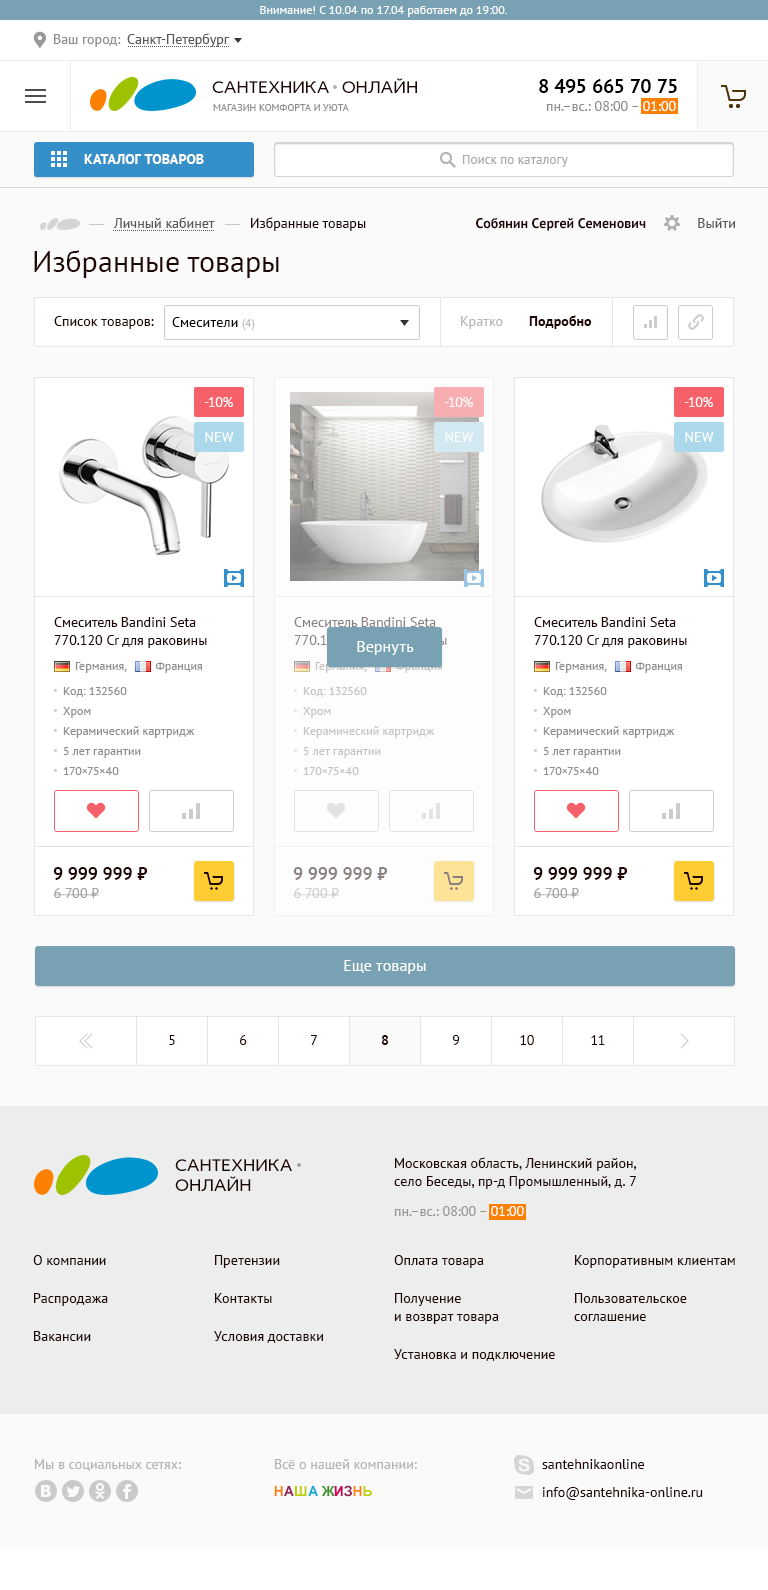 Внимание! С 10.04 по 17.04 работаем до 19:00.
Ваш город: Санкт-Петербург
САНТЕХНИКА • ОНЛАЙН
МАГАЗИН КОМФОРТА И УЮТА
8 495 665 70 75
пн.–вс.: 08:00 – 01:00
КАТАЛОГ ТОВАРОВ
Поиск по каталогу
Личный кабинет — Избранные товары
Собянин Сергей Семенович
Выйти
Избранные товары
Список товаров: Смесители (4)
Кратко Подробно
-10%
NEW
Смеситель Bandini Seta
770.120 Cr для раковины
Германия, Франция
Код: 132560
Хром
Керамический картридж
5 лет гарантии
170×75×40
9 999 999 ₽
6 700 ₽
-10%
NEW
Смеситель Bandini Seta
Вернуть
Код: 132560
Хром
Керамический картридж
5 лет гарантии
170×75×40
9 999 999 ₽
6 700 ₽
-10%
NEW
Смеситель Bandini Seta
770.120 Cr для раковины
Германия, Франция
Код: 132560
Хром
Керамический картридж
5 лет гарантии
170×75×40
9 999 999 ₽
6 700 ₽
Еще товары
5 6 7 8 9 10 11
САНТЕХНИКА •
ОНЛАЙН
Московская область, Ленинский район,
село Беседы, пр-д Промышленный, д. 7
пн.–вс.: 08:00 – 01:00
О компании
Распродажа
Вакансии
Претензии
Контакты
Условия доставки
Оплата товара
Получение
и возврат товара
Установка и подключение
Корпоративным клиентам
Пользовательское
соглашение
Мы в социальных сетях:
Всё о нашей компании:
НАША ЖИЗНЬ
santehnikaonline
info@santehnika-online.ru